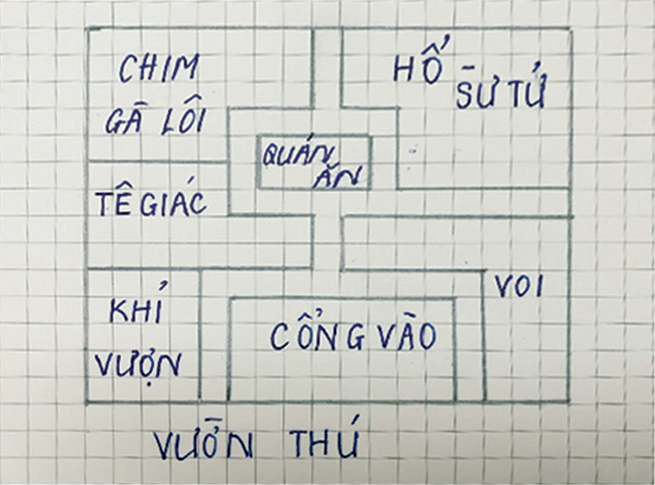 CHIM
GÀ LÔI
HỔ
SƯ TỬ
QUÁN
ĂN
TÊ GIÁC
KHỈ
VƯỢN
VOI
CỔNG VÀO
VƯỜN THÚ